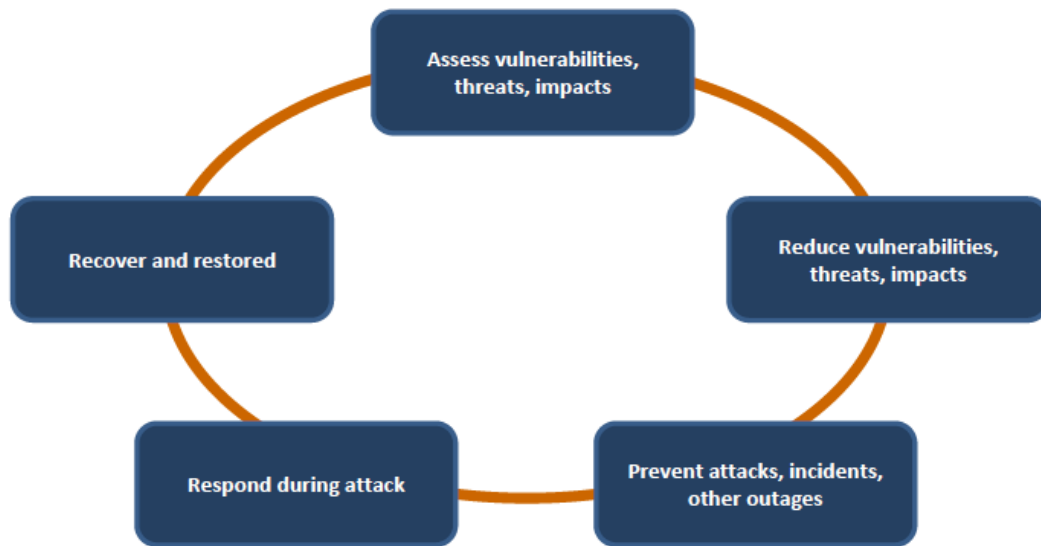 Assess vulnerabilities,
threats, impacts
Reduce vulnerabilities,
threats, impacts
Prevent attacks, incidents,
other outages
Respond during attack
Recover and restored